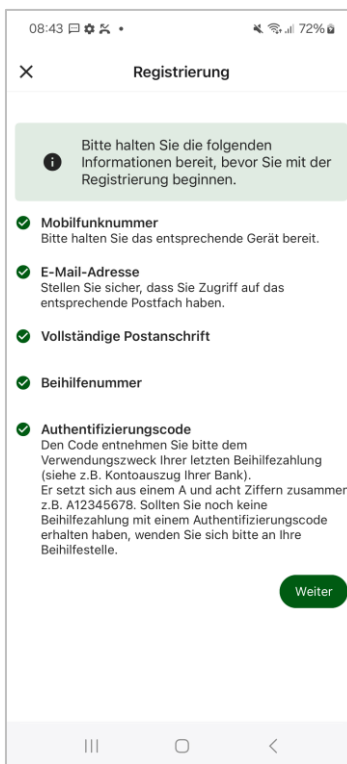 08:43 72%
Registrierung
Bitte halten Sie die folgenden
Informationen bereit, bevor Sie mit der
Registrierung beginnen.
Mobilfunknummer
Bitte halten Sie das entsprechende Gerät bereit.
E-Mail-Adresse
Stellen Sie sicher, dass Sie Zugriff auf das
entsprechende Postfach haben.
Vollständige Postanschrift
Beihilfenummer
Authentifizierungscode
Den Code entnehmen Sie bitte dem
Verwendungszweck Ihrer letzten Beihilfezahlung
(siehe z.B. Kontoauszug Ihrer Bank).
Er setzt sich aus einem A und acht Ziffern zusammen
z.B. A12345678. Sollten Sie noch keine
Beihilfezahlung mit einem Authentifizierungscode
erhalten haben, wenden Sie sich bitte an Ihre
Beihilfestelle.
Weiter